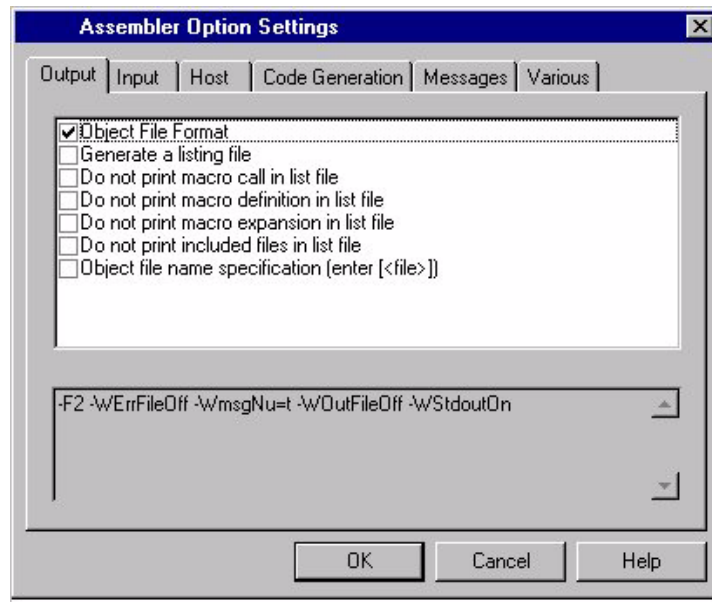 Assembler Option Settings
Output Input Host Code Generation Messages Various
Object File Format
Generate a listing file
Do not print macro call in list file
Do not print macro definition in list file
Do not print macro expansion in list file
Do not print included files in list file
Object file name specification (enter [<file>])
-F2 -WErrFileOff -WmsgNu=t -WOutFileOff -WStdoutOn
OK Cancel Help